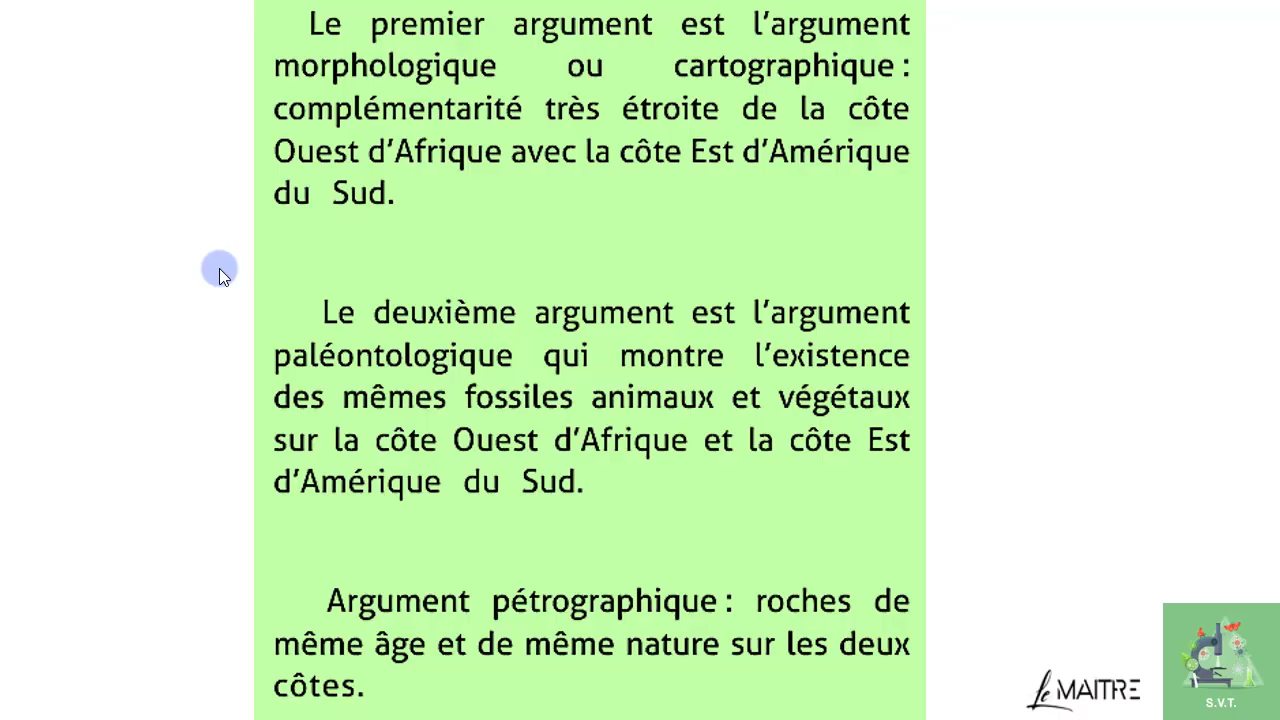 Le premier argument est l’argument
morphologique ou cartographique :
complémentarité très étroite de la côte
Ouest d’Afrique avec la côte Est d’Amérique
du Sud.
Le deuxième argument est l’argument
paléontologique qui montre l’existence
des mêmes fossiles animaux et végétaux
sur la côte Ouest d’Afrique et la côte Est
d’Amérique du Sud.
Argument pétrographique : roches de
même âge et de même nature sur les deux
côtes.
Le MAITRE
S.V.T.